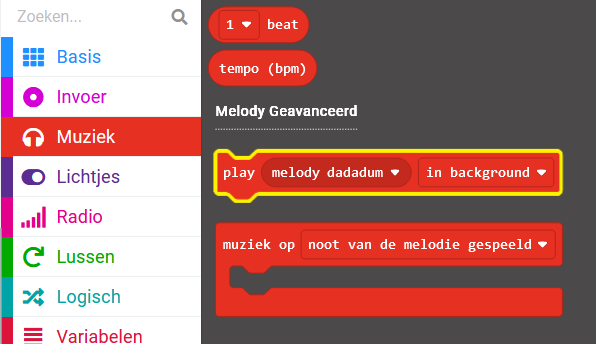 Zoeken...
Basis
Invoer
Muziek
Lichtjes
Radio
Lussen
Logisch
Variabelen
1 beat
tempo (bpm)
Melody Geavanceerd
play melody dadadum in background
muziek op noot van de melodie gespeeld